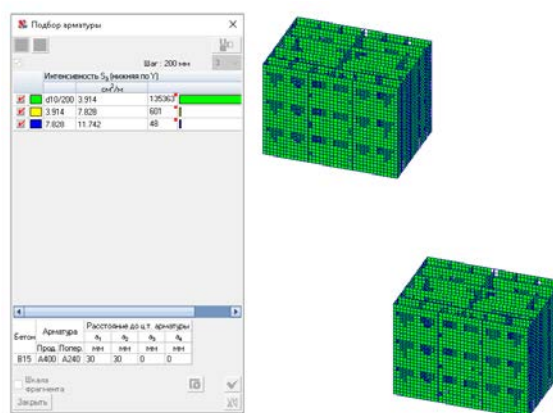 Подбор арматуры
Шаг: 200 мм 3
Интенсивность S₃ (нижняя по Y)
см²/м
d10/200 3.914 135363
3.914 7.828 601
7.828 11.742 48
Бетон Арматура Расстояние до ц.т. арматуры
a₁ a₂ a₃ a₄
Прод. Попер. мм мм мм мм
B15 A400 A240 30 30 0 0
Шкала фрагмента
Закрыть